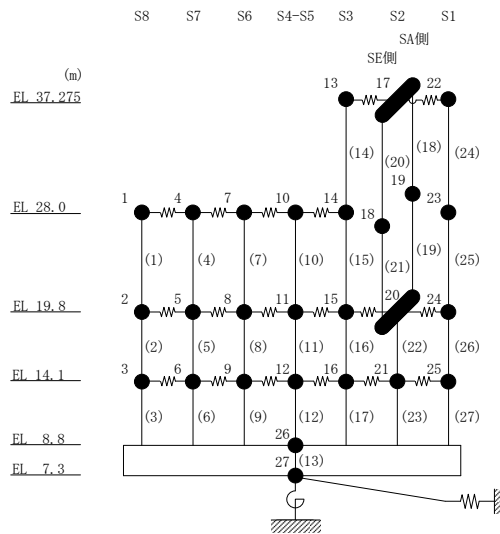 S8 S7 S6 S4-S5 S3 S2 S1
SA側
SE側
(m)
EL 37.275
13 17 22
(14) (20) (18) (24)
19
EL 28.0
1 4 7 10 14 18 23
(1) (4) (7) (10) (15) (21) (19) (25)
EL 19.8
2 5 8 11 15 20 24
(2) (5) (8) (11) (16) (22) (26)
EL 14.1
3 6 9 12 16 21 25
(3) (6) (9) (12) (17) (23) (27)
EL 8.8
26
EL 7.3
27 (13)